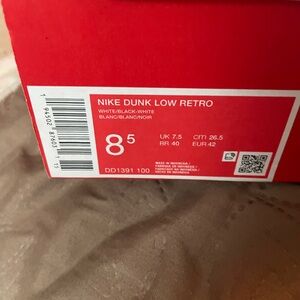 NIKE DUNK LOW RETRO
WHITE/BLACK-WHITE
BLANC/BLANC/NOIR
8 5
UK 7.5 CITI 26.5
BR 40 EUR 42
DD1391 100
MADE IN INDONESIA